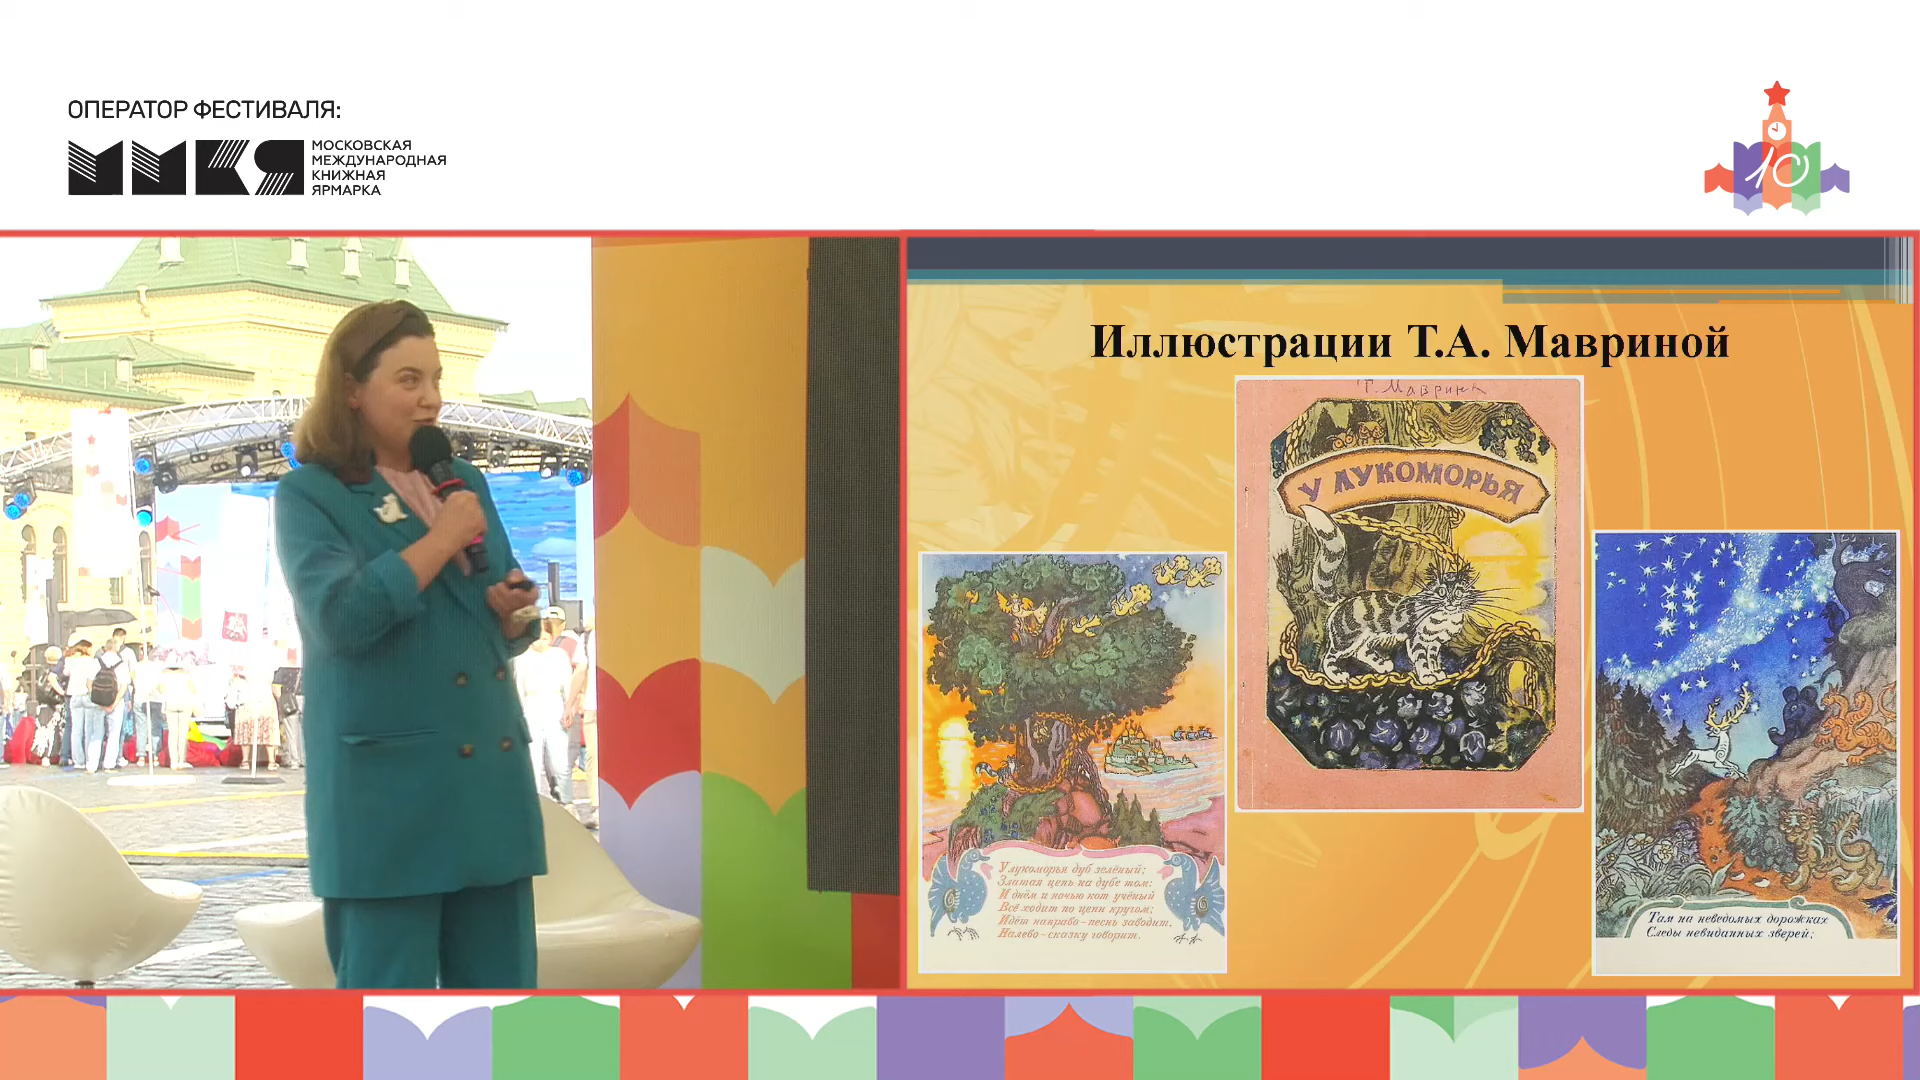 ОПЕРАТОР ФЕСТИВАЛЯ:
ММКЯ
МОСКОВСКАЯ
МЕЖДУНАРОДНАЯ
КНИЖНАЯ
ЯРМАРКА
10
Иллюстрации Т.А. Мавриной
Т. Маврина
У ЛУКОМОРЬЯ
У лукоморья дуб зелёный;
Златая цепь на дубе том:
И днём и ночью кот учёный
Всё ходит по цепи кругом;
Идёт направо – песнь заводит,
Налево – сказку говорит.
Там на неведомых дорожках
Следы невиданных зверей;